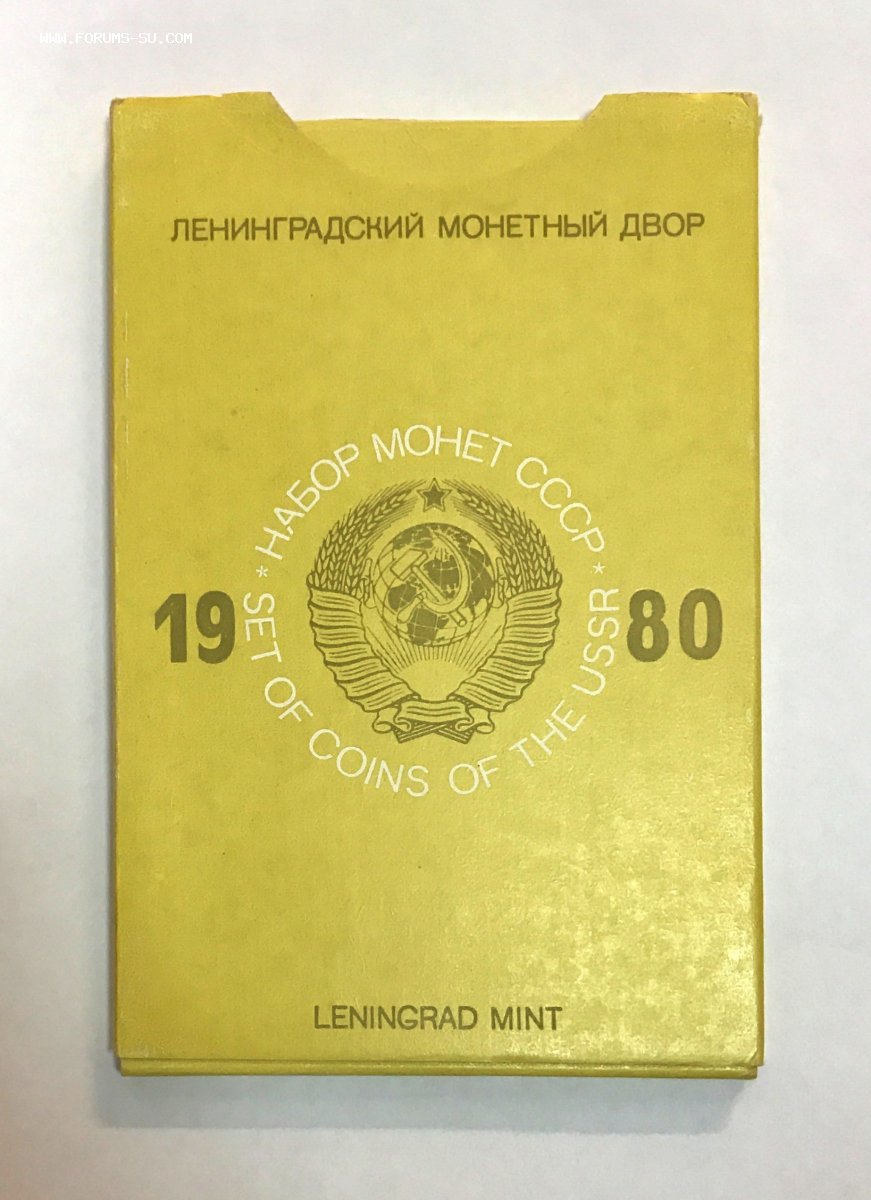 www.forums-su.com
ЛЕНИНГРАДСКИЙ МОНЕТНЫЙ ДВОР
* НАБОР МОНЕТ СССР *
19 80
SET OF COINS OF THE USSR
LENINGRAD MINT